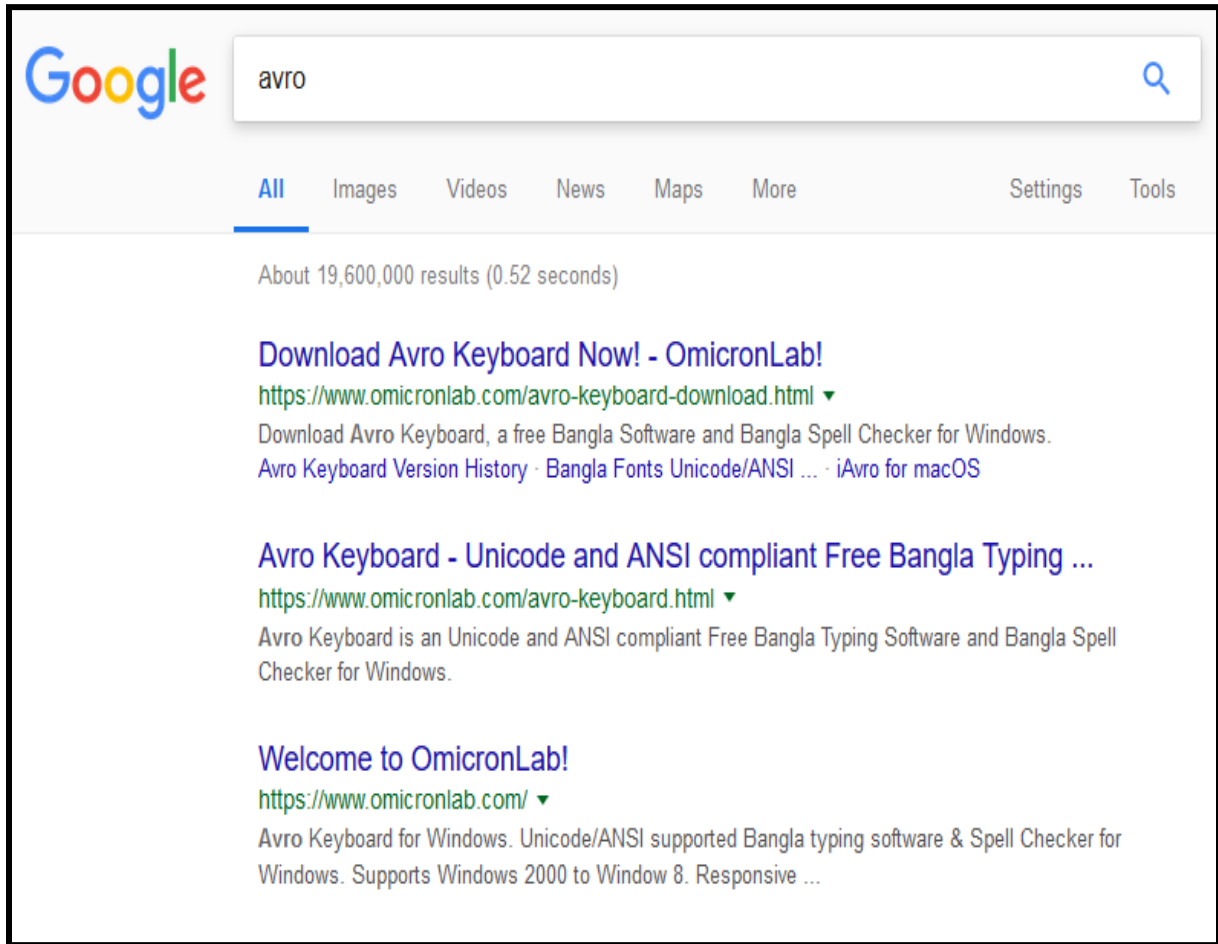 Google avro
All Images Videos News Maps More Settings Tools
About 19,600,000 results (0.52 seconds)
Download Avro Keyboard Now! - OmicronLab!
https://www.omicronlab.com/avro-keyboard-download.html ▼
Download Avro Keyboard, a free Bangla Software and Bangla Spell Checker for Windows.
Avro Keyboard Version History · Bangla Fonts Unicode/ANSI ... · iAvro for macOS
Avro Keyboard - Unicode and ANSI compliant Free Bangla Typing ...
https://www.omicronlab.com/avro-keyboard.html ▼
Avro Keyboard is an Unicode and ANSI compliant Free Bangla Typing Software and Bangla Spell
Checker for Windows.
Welcome to OmicronLab!
https://www.omicronlab.com/ ▼
Avro Keyboard for Windows. Unicode/ANSI supported Bangla typing software & Spell Checker for
Windows. Supports Windows 2000 to Window 8. Responsive ...